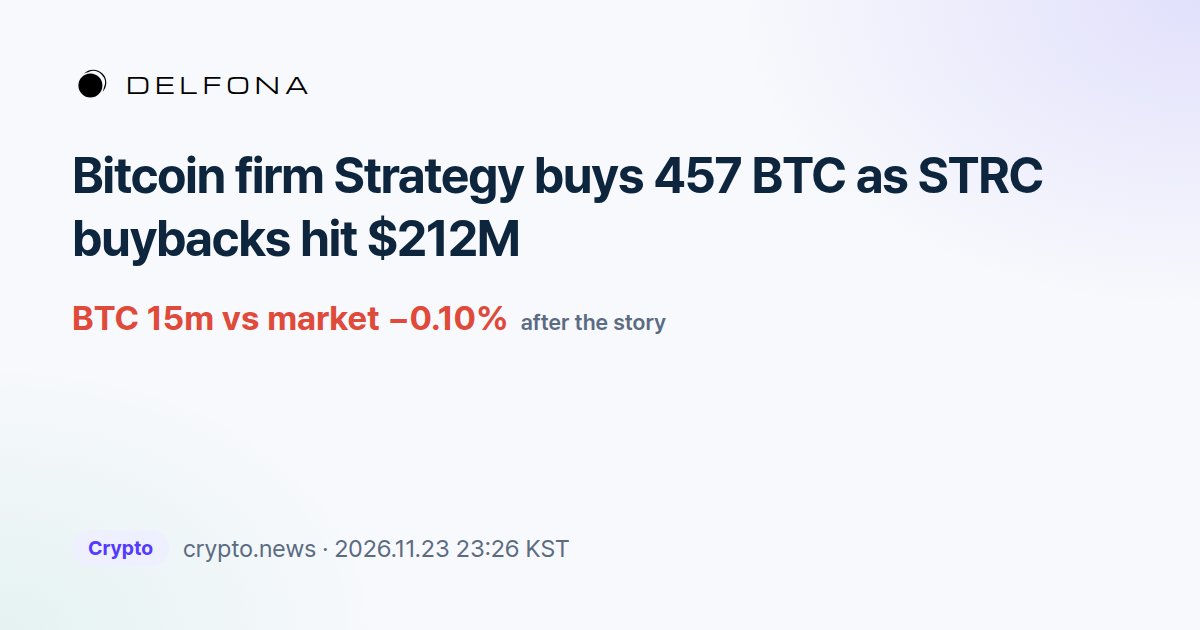 DELFONA
Bitcoin firm Strategy buys 457 BTC as STRC
buybacks hit $212M
BTC 15m vs market −0.10% after the story
Crypto crypto.news · 2026.11.23 23:26 KST